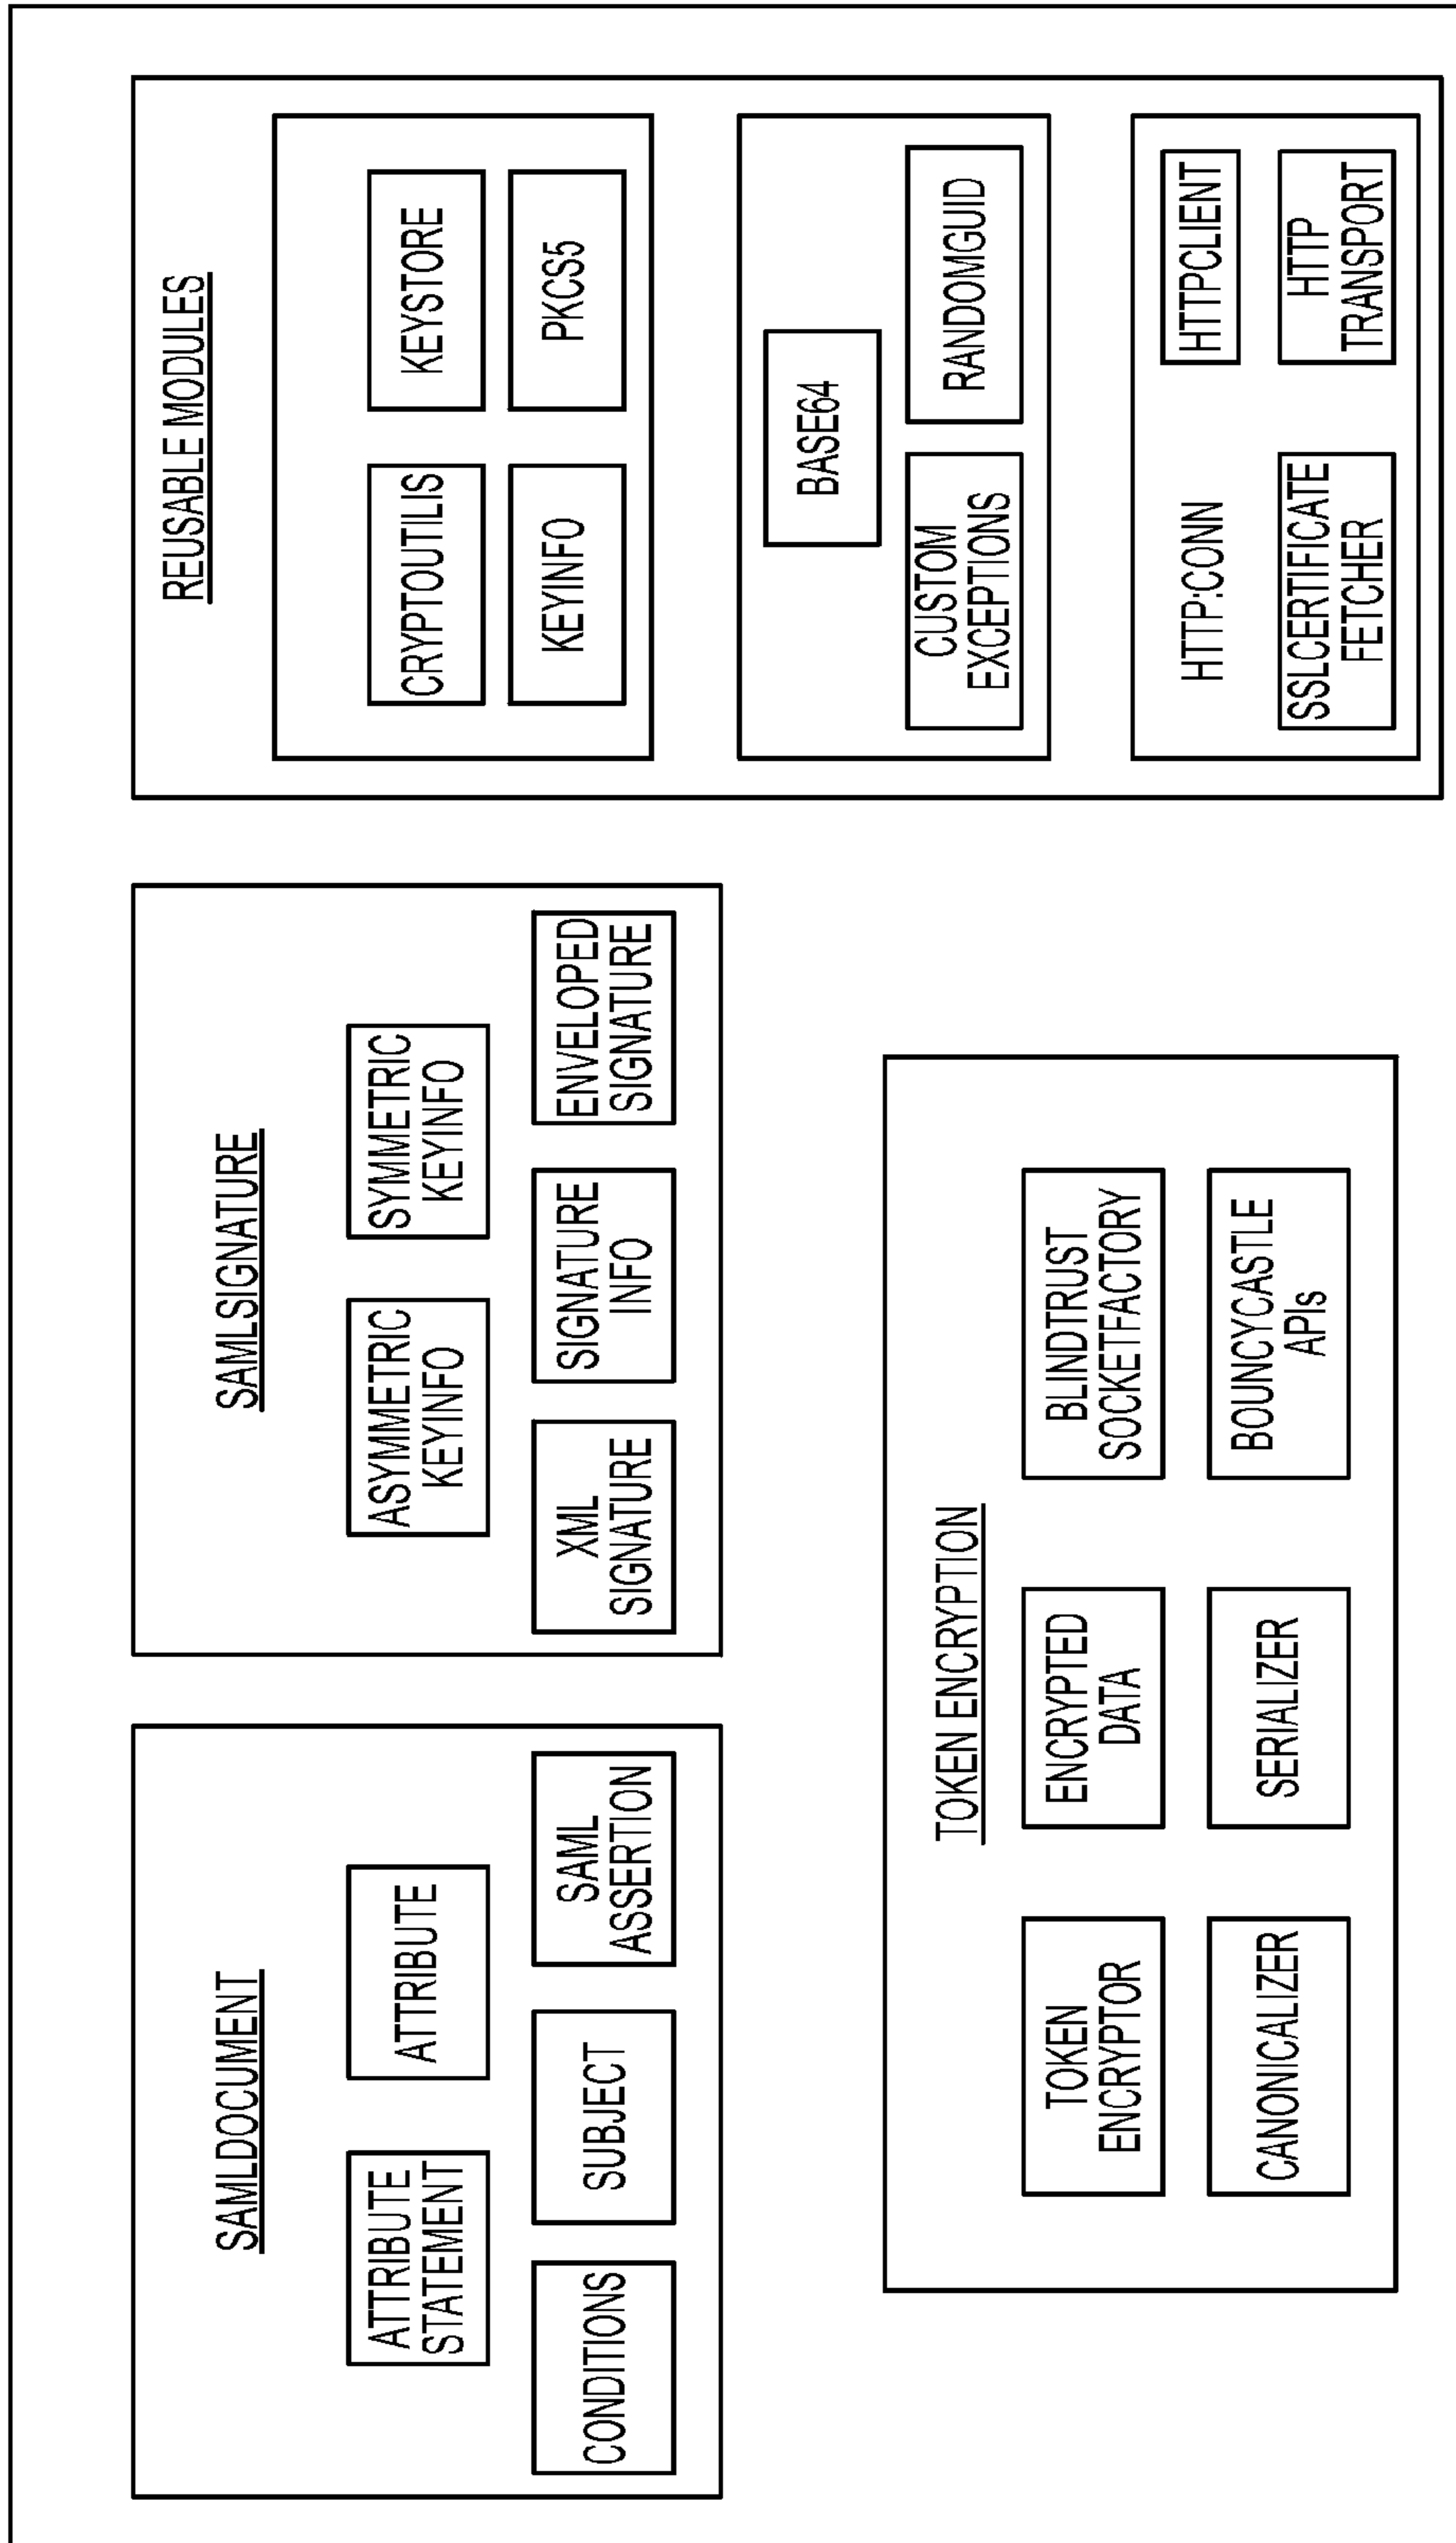 SAMLDOCUMENT
ATTRIBUTE
STATEMENT
ATTRIBUTE
CONDITIONS
SUBJECT
SAML
ASSERTION
SAMLSIGNATURE
ASYMMETRIC
KEYINFO
SYMMETRIC
KEYINFO
XML
SIGNATURE
SIGNATURE
INFO
ENVELOPED
SIGNATURE
TOKEN ENCRYPTION
TOKEN
ENCRYPTOR
ENCRYPTED
DATA
BLINDTRUST
SOCKETFACTORY
CANONICALIZER
SERIALIZER
BOUNCYCASTLE
APIs
REUSABLE MODULES
CRYPTOUTILIS
KEYSTORE
KEYINFO
PKCS5
BASE64
CUSTOM
EXCEPTIONS
RANDOMGUID
HTTP:CONN
HTTPCLIENT
SSLCERTIFICATE
FETCHER
HTTP
TRANSPORT